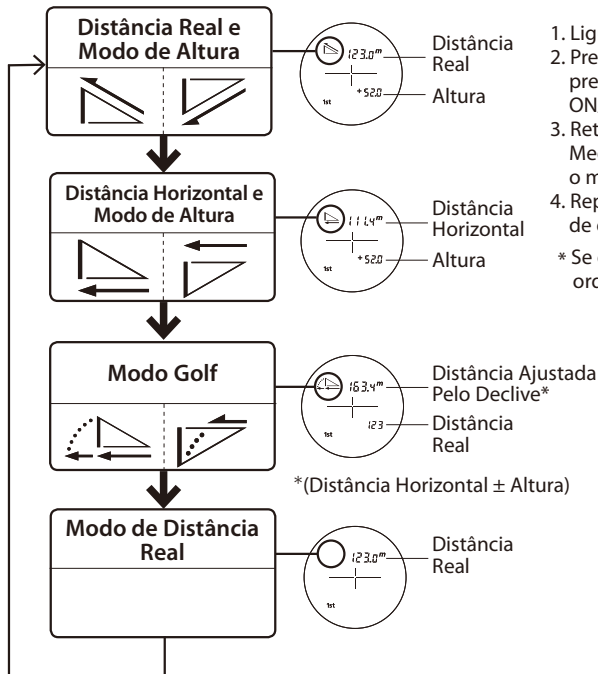 Distância Real e
Modo de Altura
123.0m
+52.0
1st
Distância
Real
Altura
Distância Horizontal e
Modo de Altura
111.4m
+52.0
1st
Distância
Horizontal
Altura
Modo Golf
163.4m
123
1st
Distância Ajustada
Pelo Declive*
Distância
Real
*(Distância Horizontal ± Altura)
Modo de Distância
Real
123.0m
1st
Distância
Real
1. Lig
2. Pre
pre
ON
3. Ret
Me
o m
4. Rep
de
* Se
ord